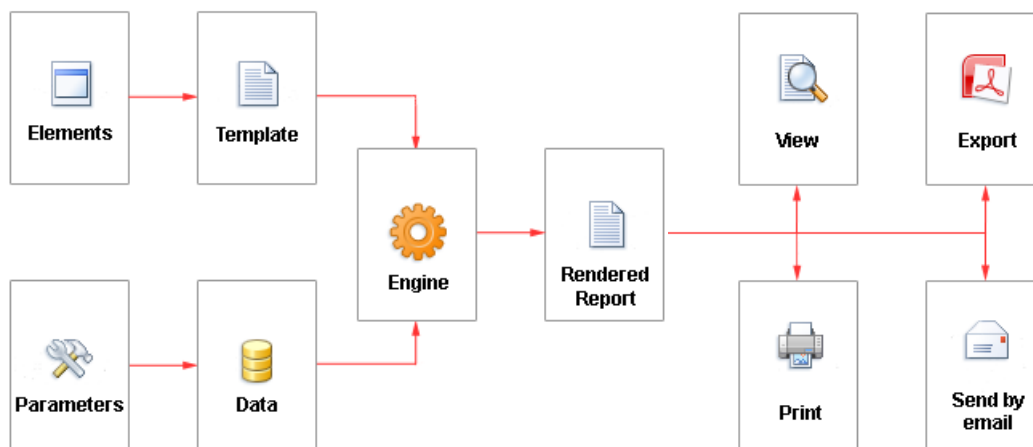 Elements
Template
View
Export
Engine
Rendered
Report
Parameters
Data
Print
Send by
email